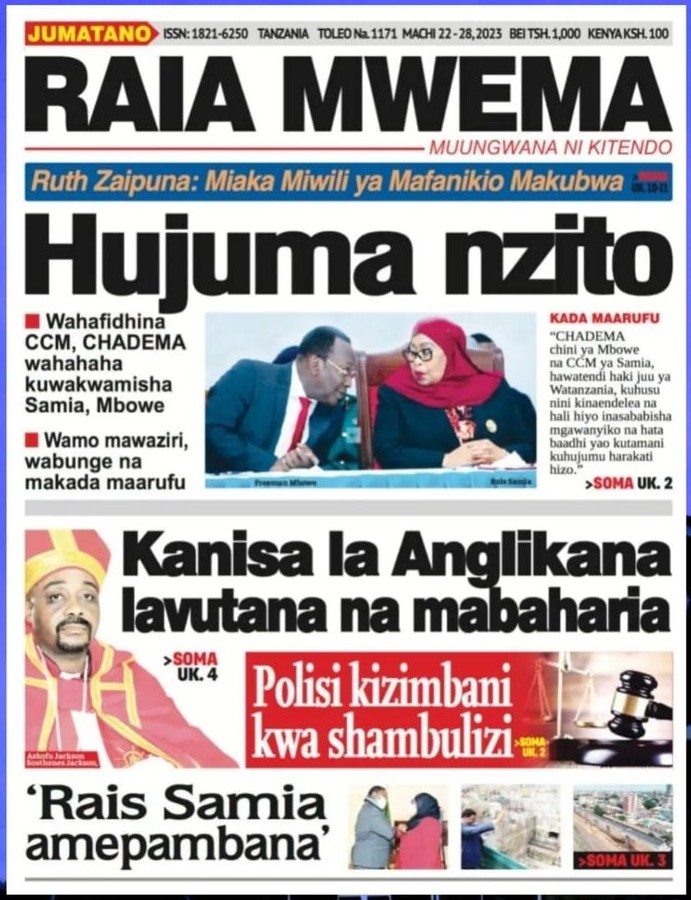 JUMATANO ISSN: 1821-6250 TANZANIA TOLEO Na. 1171 MACHI 22 - 28, 2023 BEI TSH. 1,000 KENYA KSH. 100
RAIA MWEMA
MUUNGWANA NI KITENDO
Ruth Zaipuna: Miaka Miwili ya Mafanikio Makubwa
UK. 10-11
Hujuma nzito
Wahafidhina
CCM, CHADEMA
wahahaha
kuwakwamisha
Samia, Mbowe
Wamo mawaziri,
wabunge na
makada maarufu
Freeman Mbowe
Rais Samia
KADA MAARUFU
“CHADEMA
chini ya Mbowe
na CCM ya Samia,
hawatendi haki juu ya
Watanzania, kuhusu
nini kinaendelea na
hali hiyo inasababisha
mgawanyiko na hata
baadhi yao kutamani
kuhujumu harakati
hizo.”
>SOMA UK. 2
Kanisa la Anglikana
lavutana na mabaharia
>SOMA
UK. 4
Askofu Jackson
Sosthenes Jackson,
Polisi kizimbani
kwa shambulizi
>SOMA
UK. 2
‘Rais Samia
amepambana’
>SOMA UK. 3